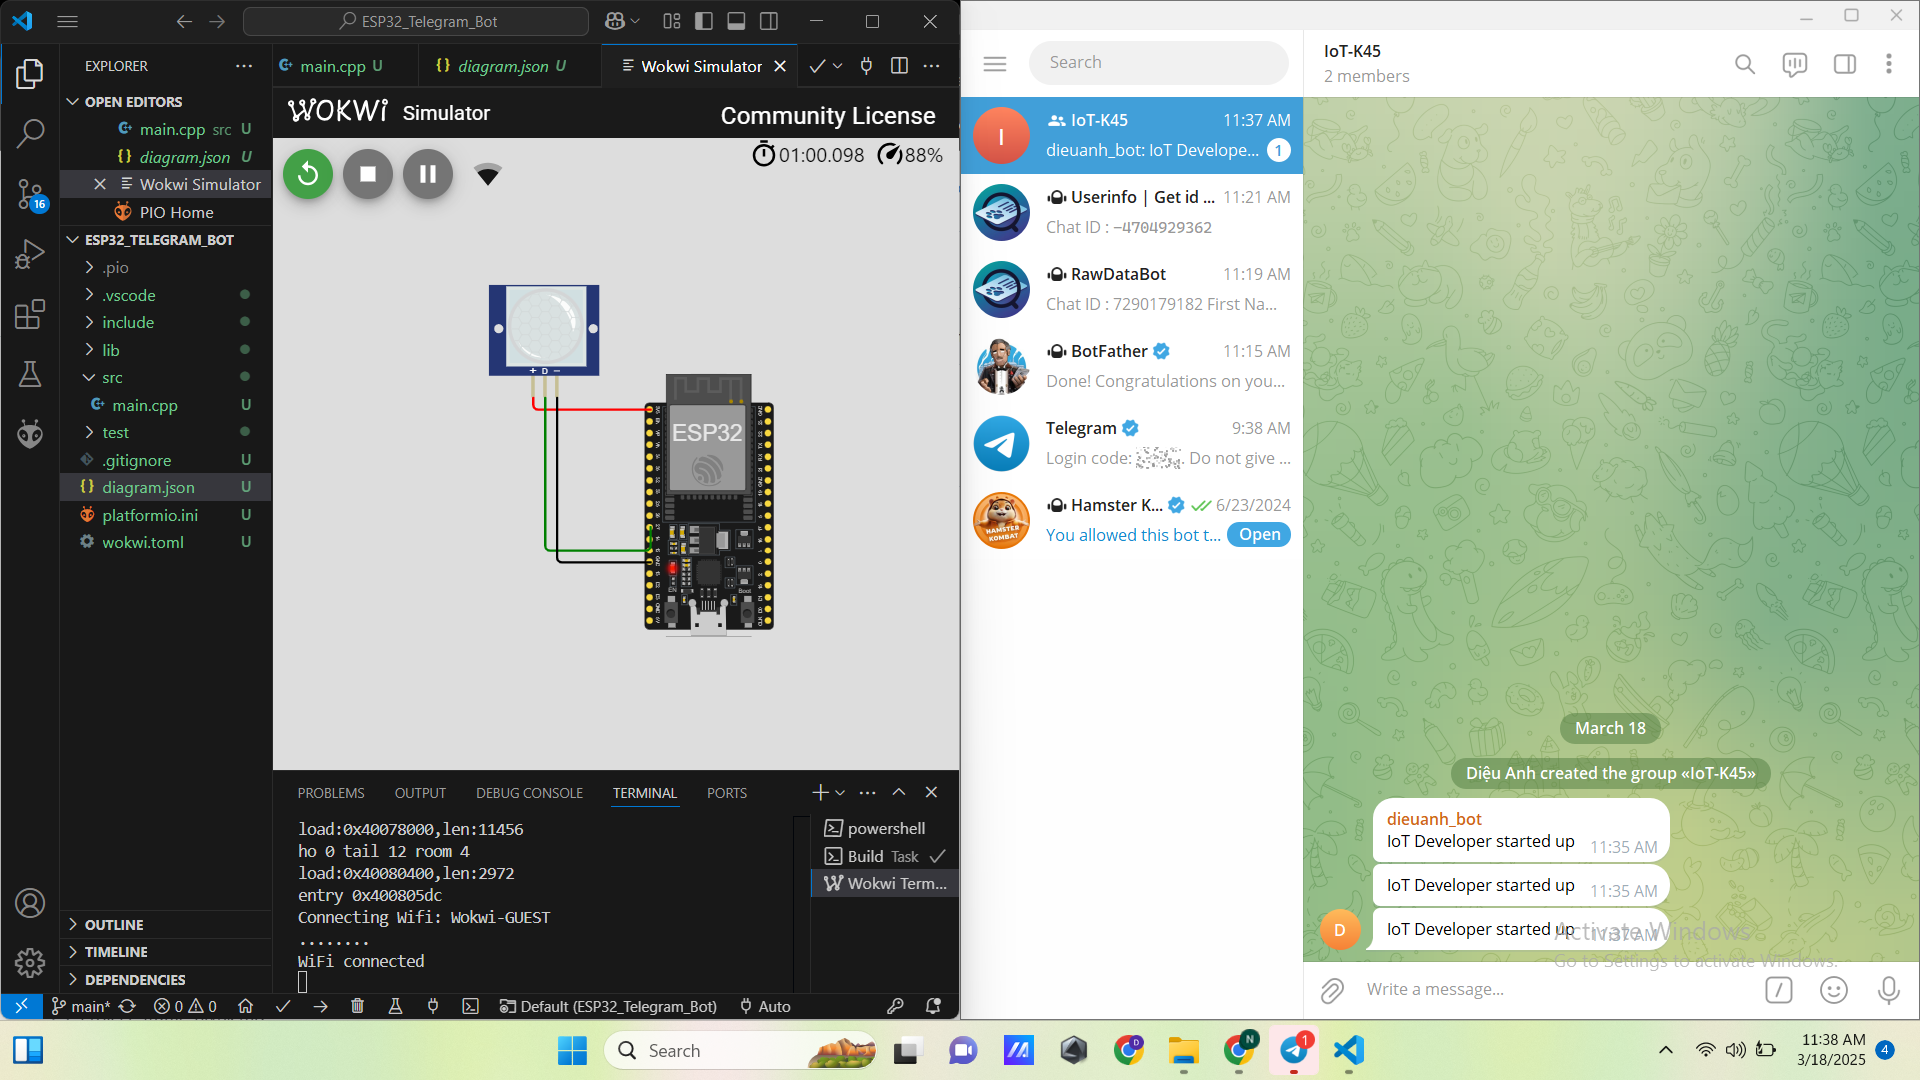 ESP32_Telegram_Bot
EXPLORER
OPEN EDITORS
main.cpp src U
diagram.json U
Wokwi Simulator
PIO Home
ESP32_TELEGRAM_BOT
.pio
.vscode
include
lib
src
main.cpp U
test
.gitignore U
diagram.json U
platformio.ini U
wokwi.toml U
OUTLINE
TIMELINE
DEPENDENCIES
16
main.cpp U
diagram.json U
Wokwi Simulator
WOKWi Simulator
Community License
01:00.098 88%
+ D −
ESP32
EN
Boot
PROBLEMS OUTPUT DEBUG CONSOLE TERMINAL PORTS
load:0x40078000,len:11456
ho 0 tail 12 room 4
load:0x40080400,len:2972
entry 0x400805dc
Connecting Wifi: Wokwi-GUEST
........
WiFi connected
powershell
Build Task
Wokwi Term...
main* 0 0 Default (ESP32_Telegram_Bot) Auto
Search
I
IoT-K45 11:37 AM
dieuanh_bot: IoT Develope... 1
Userinfo | Get id ... 11:21 AM
Chat ID : −4704929362
RawDataBot 11:19 AM
Chat ID : 7290179182 First Na...
BotFather 11:15 AM
Done! Congratulations on you...
Telegram 9:38 AM
Login code: . Do not give ...
HAMSTER KOMBAT
Hamster K... 6/23/2024
You allowed this bot t... Open
IoT-K45
2 members
March 18
Diệu Anh created the group «IoT-K45»
dieuanh_bot
IoT Developer started up 11:35 AM
IoT Developer started up 11:35 AM
D
IoT Developer started up 11:37 AM
Activate Windows
Go to Settings to activate Windows.
Write a message...
Search
D
N
1
11:38 AM
3/18/2025
4